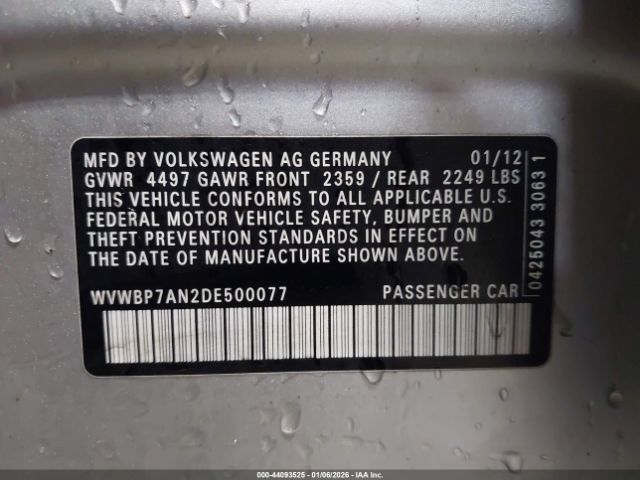 MFD BY VOLKSWAGEN AG GERMANY 01/12
GVWR 4497 GAWR FRONT 2359 / REAR 2249 LBS
THIS VEHICLE CONFORMS TO ALL APPLICABLE U.S.
FEDERAL MOTOR VEHICLE SAFETY, BUMPER AND
THEFT PREVENTION STANDARDS IN EFFECT ON
THE DATE OF MANUFACTURE SHOWN ABOVE.
WVWBP7AN2DE500077 PASSENGER CAR
0425043 30631
000-44093525 - 01/06/2026 - IAA Inc.